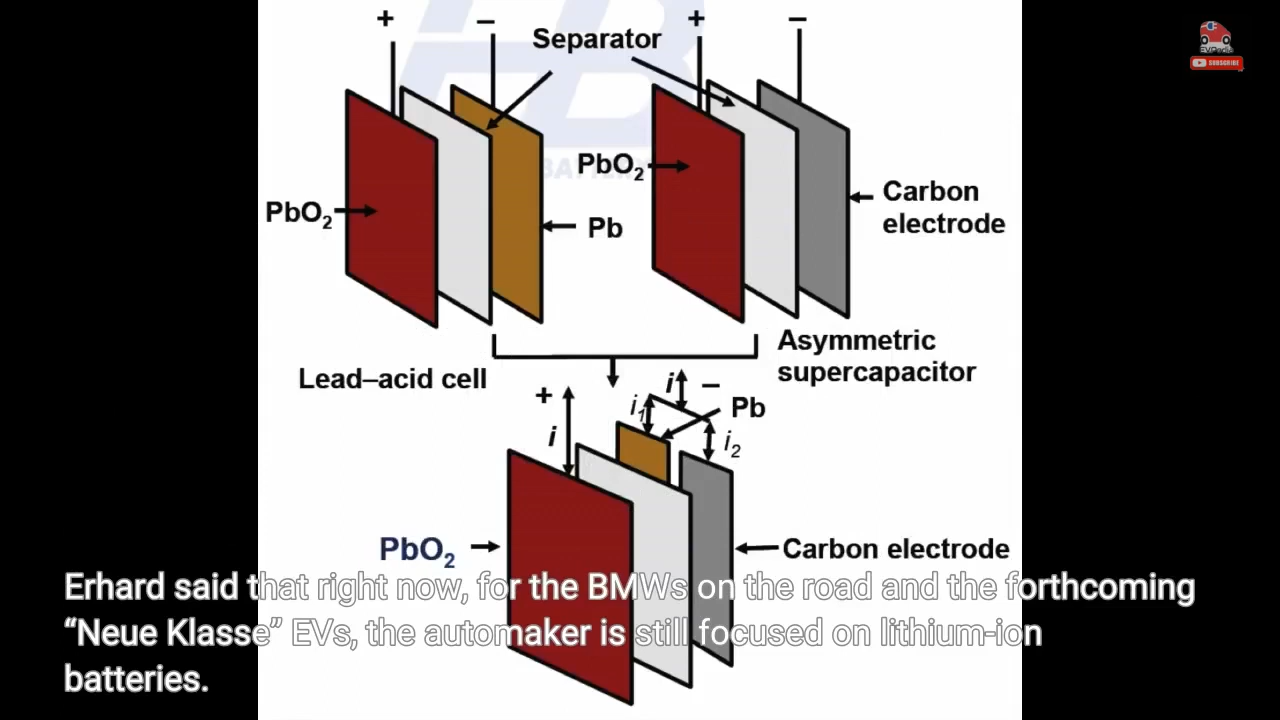 + − + −
Separator
SUBSCRIBE
PbO2
Carbon
electrode
PbO2
Pb
Asymmetric
supercapacitor
Lead–acid cell
+ i − Pb
i1
i
i2
PbO2
Carbon electrode
Erhard said that right now, for the BMWs on the road and the forthcoming
“Neue Klasse” EVs, the automaker is still focused on lithium-ion
batteries.